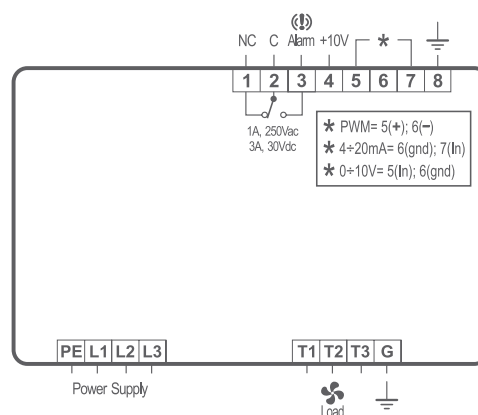 NC C Alarm +10V *
1 2 3 4 5 6 7 8
1A, 250Vac
3A, 30Vdc
* PWM= 5(+); 6(−)
* 4÷20mA= 6(gnd); 7(In)
* 0÷10V= 5(In); 6(gnd)
PE L1 L2 L3 T1 T2 T3 G
Power Supply
Load